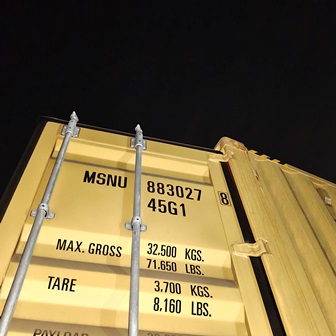 MSNU 883027 8
45G1
MAX. GROSS 32.500 KGS.
71.650 LBS.
TARE 3.700 KGS.
8.160 LBS.
PAYLOAD